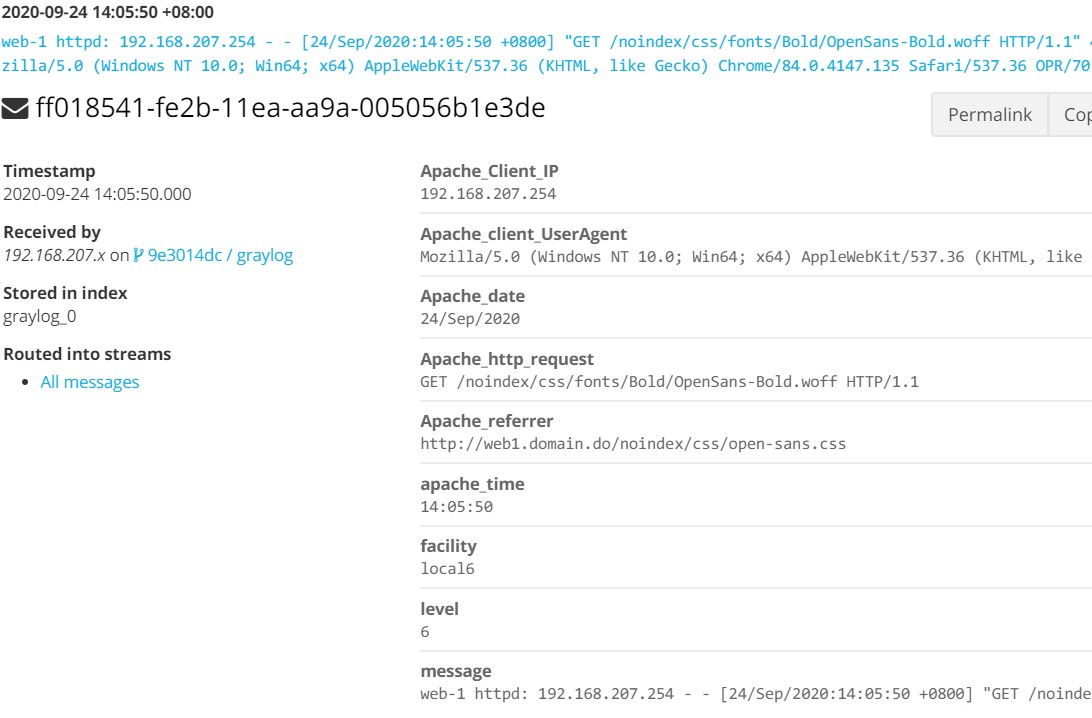 2020-09-24 14:05:50 +08:00
web-1 httpd: 192.168.207.254 - - [24/Sep/2020:14:05:50 +0800] "GET /noindex/css/fonts/Bold/OpenSans-Bold.woff HTTP/1.1"
zilla/5.0 (Windows NT 10.0; Win64; x64) AppleWebKit/537.36 (KHTML, like Gecko) Chrome/84.0.4147.135 Safari/537.36 OPR/70
ff018541-fe2b-11ea-aa9a-005056b1e3de
Permalink
Cop
Timestamp
2020-09-24 14:05:50.000
Received by
192.168.207.x on 9e3014dc / graylog
Stored in index
graylog_0
Routed into streams
All messages
Apache_Client_IP
192.168.207.254
Apache_client_UserAgent
Mozilla/5.0 (Windows NT 10.0; Win64; x64) AppleWebKit/537.36 (KHTML, like
Apache_date
24/Sep/2020
Apache_http_request
GET /noindex/css/fonts/Bold/OpenSans-Bold.woff HTTP/1.1
Apache_referrer
http://web1.domain.do/noindex/css/open-sans.css
apache_time
14:05:50
facility
local6
level
6
message
web-1 httpd: 192.168.207.254 - - [24/Sep/2020:14:05:50 +0800] "GET /noinde